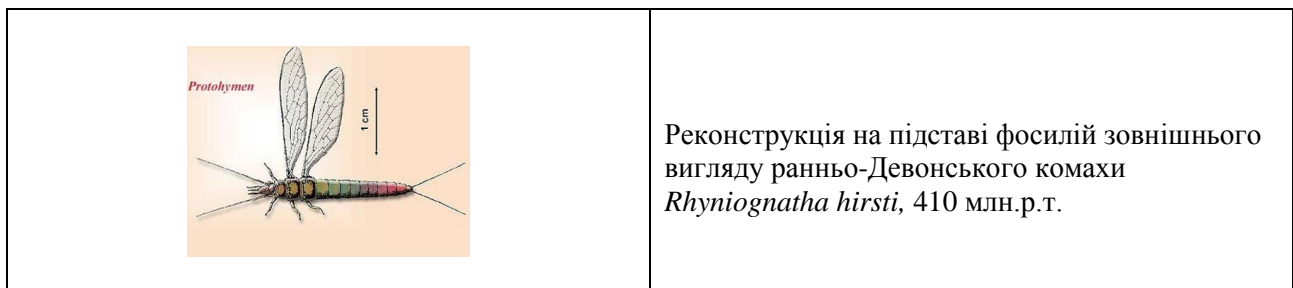 Protohymen
1 cm
Реконструкція на підставі фосилій зовнішнього
вигляду ранньо-Девонського комахи
Rhyniognatha hirsti, 410 млн.р.т.